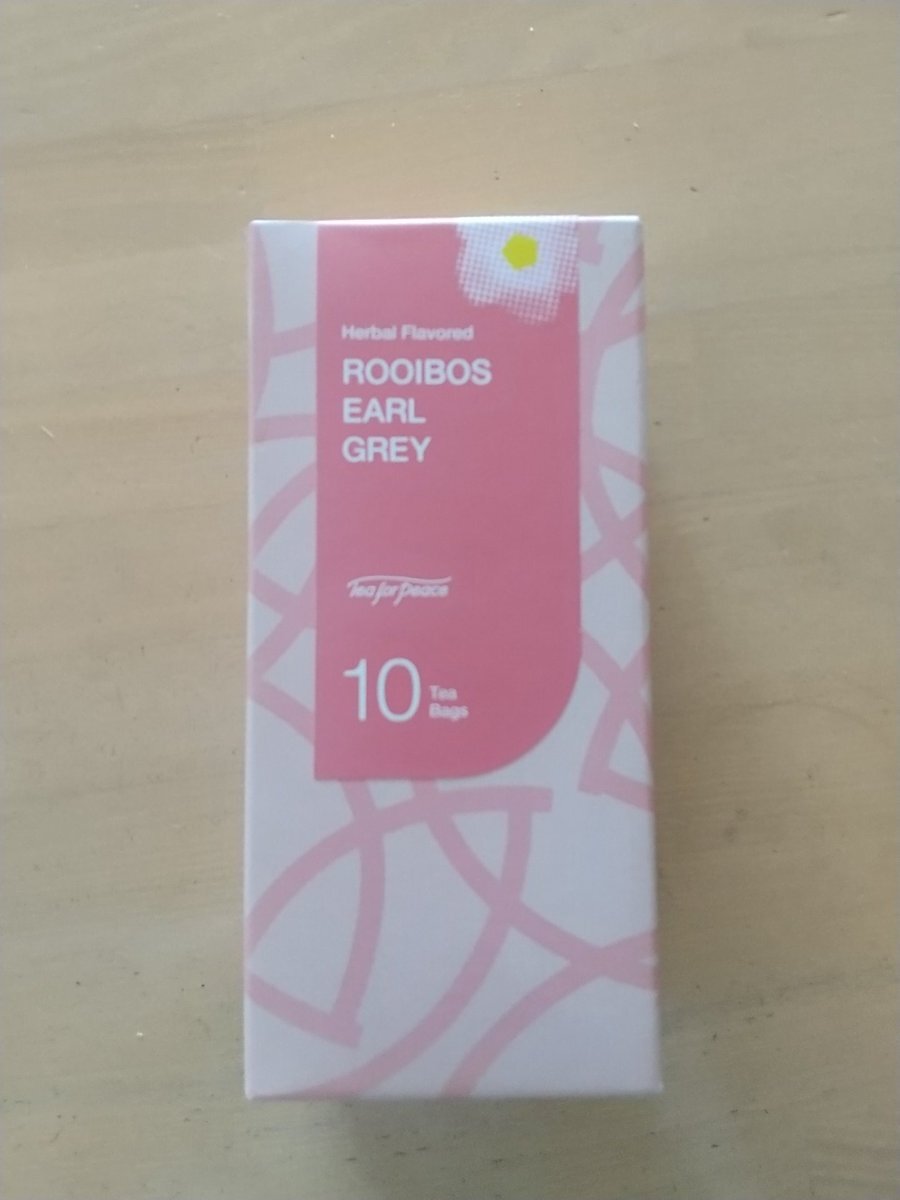 Herbal Flavored
ROOIBOS
EARL
GREY
Tea for Peace
10 Tea
Bags